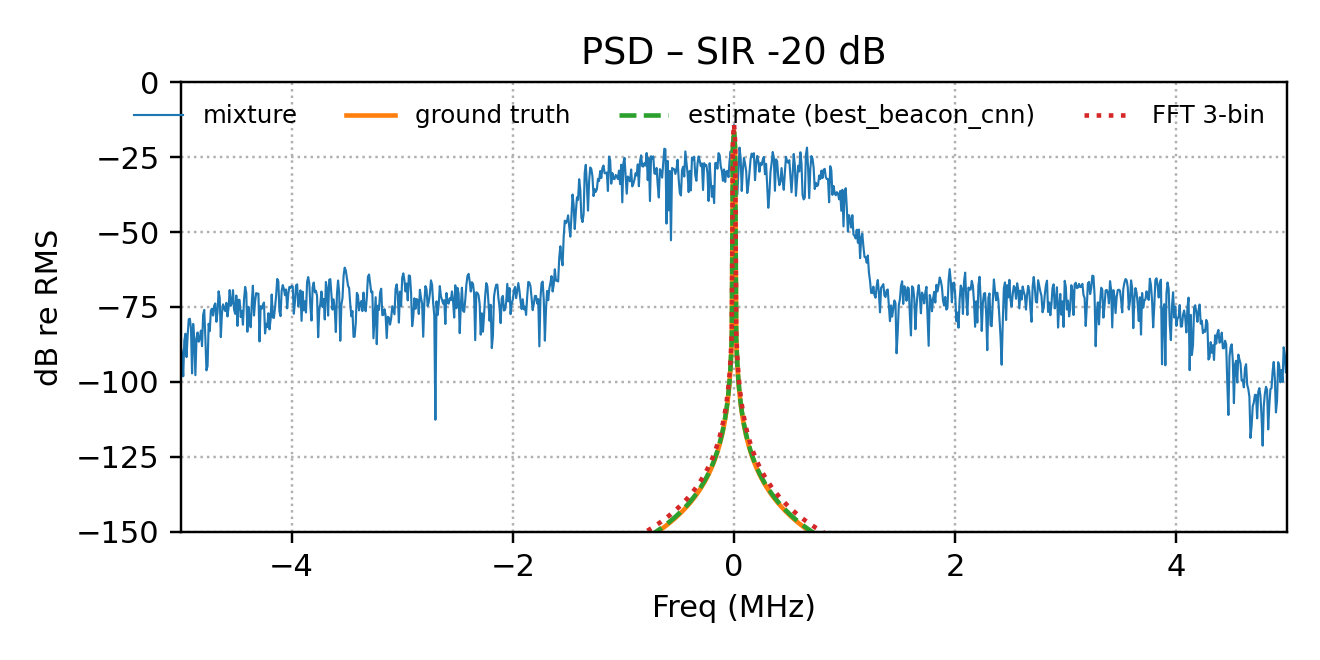 PSD – SIR -20 dB
mixture ground truth estimate (best_beacon_cnn) FFT 3-bin
dB re RMS
0
−25
−50
−75
−100
−125
−150
−4 −2 0 2 4
Freq (MHz)